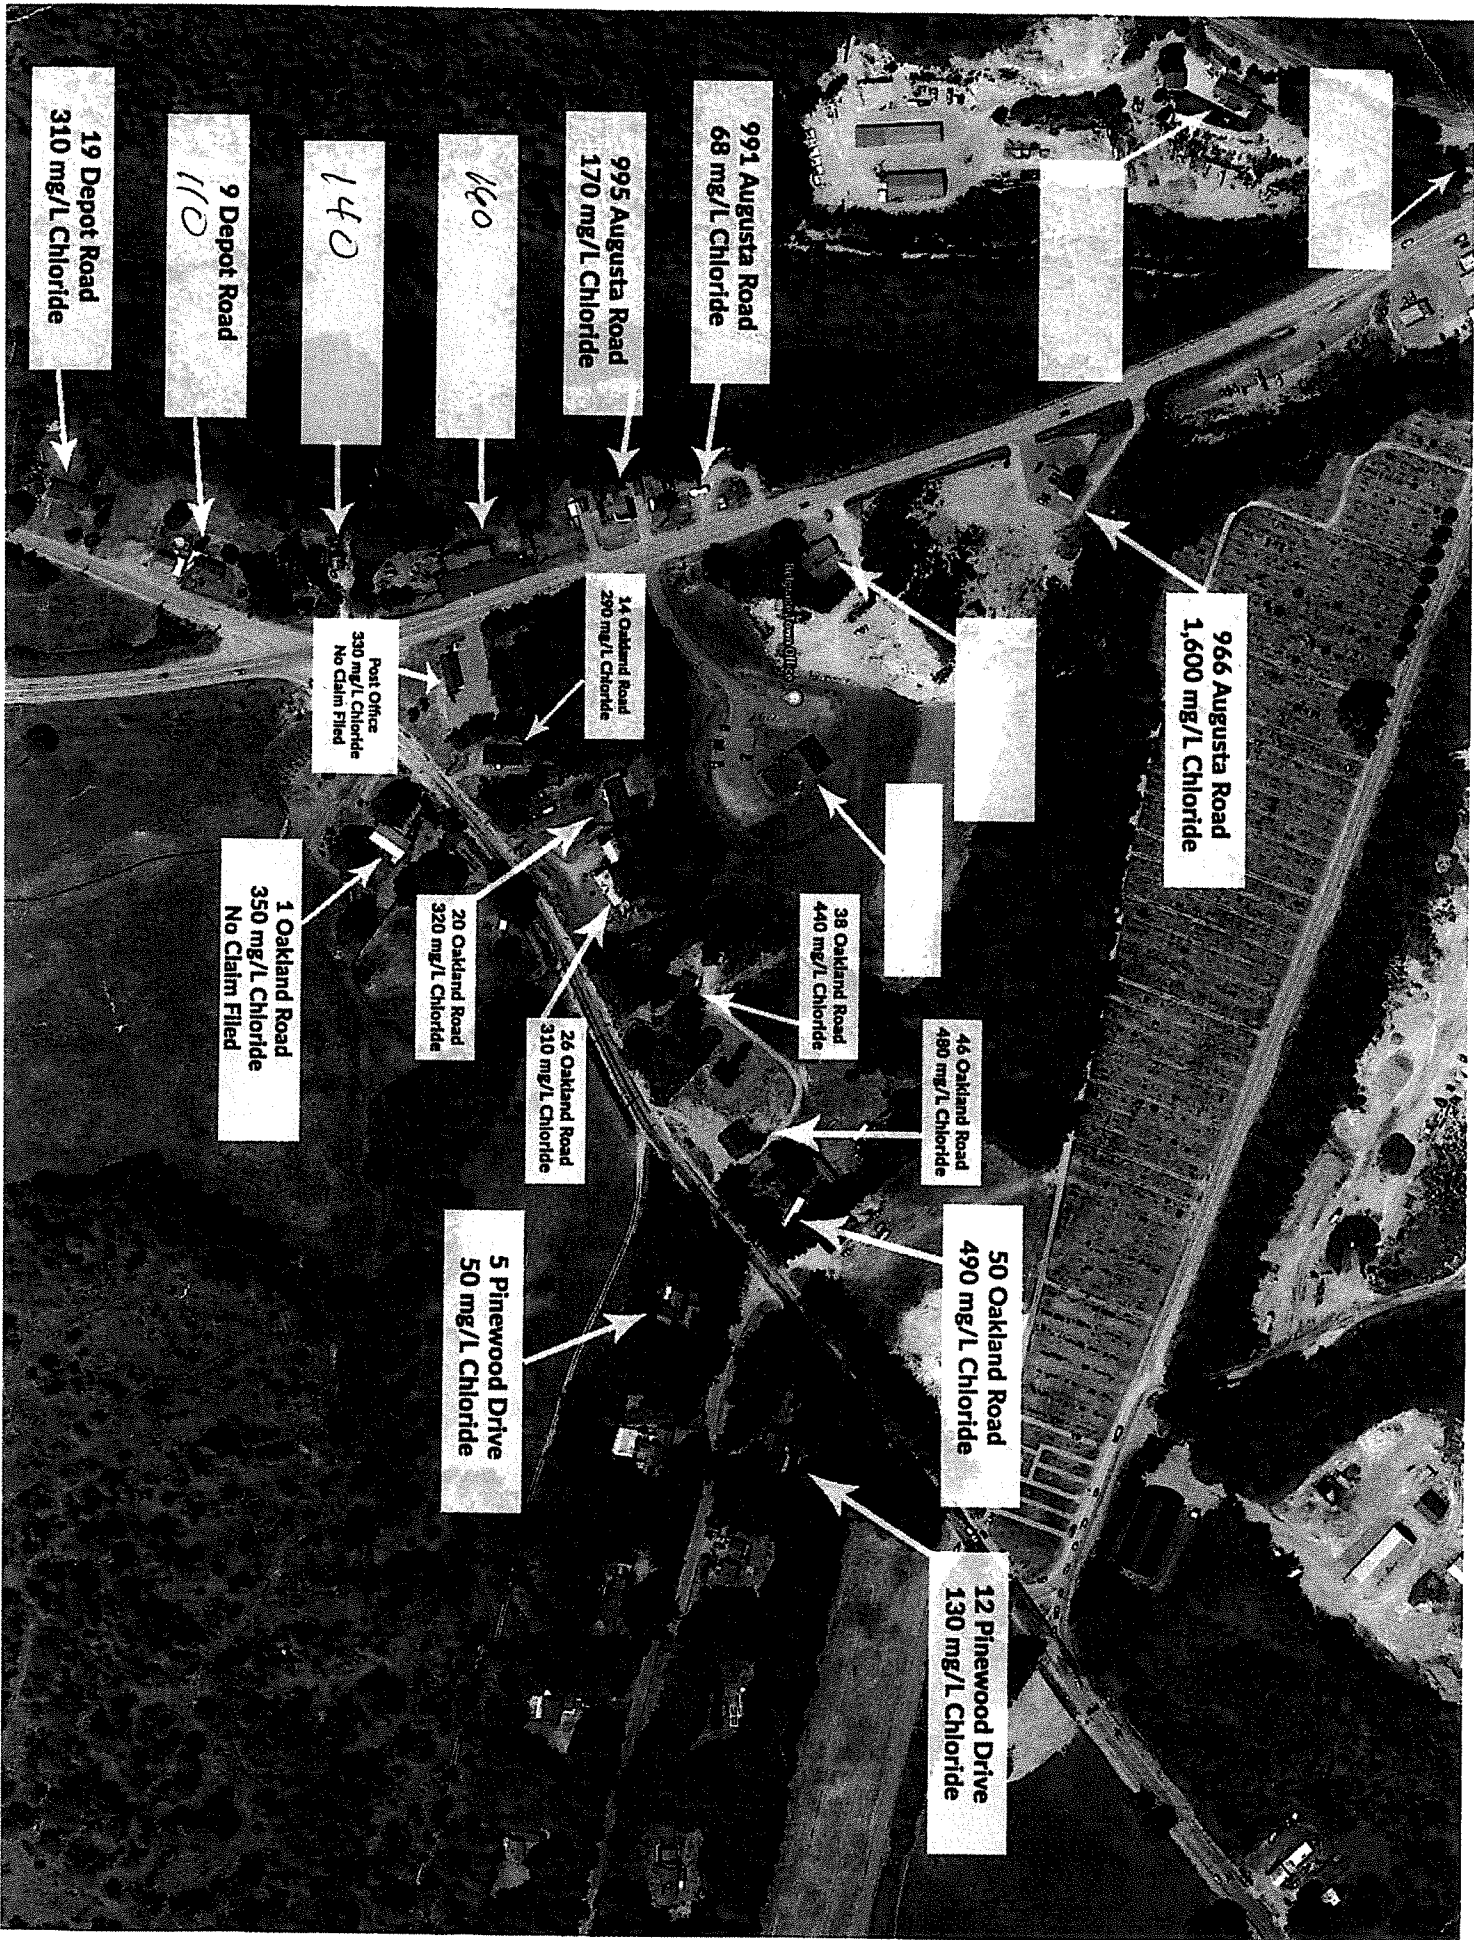 966 Augusta Road
1,600 mg/L Chloride
991 Augusta Road
68 mg/L Chloride
995 Augusta Road
170 mg/L Chloride
160
140
9 Depot Road
110
19 Depot Road
310 mg/L Chloride
14 Oakland Road
290 mg/L Chloride
Post Office
330 mg/L Chloride
No Claim Filed
38 Oakland Road
440 mg/L Chloride
46 Oakland Road
480 mg/L Chloride
50 Oakland Road
490 mg/L Chloride
20 Oakland Road
320 mg/L Chloride
26 Oakland Road
310 mg/L Chloride
1 Oakland Road
350 mg/L Chloride
No Claim Filed
5 Pinewood Drive
50 mg/L Chloride
12 Pinewood Drive
130 mg/L Chloride